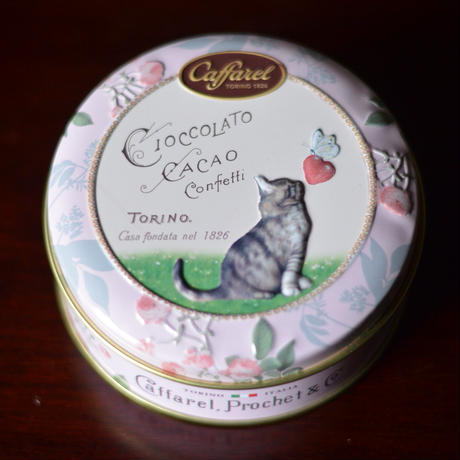 Caffarel
TORINO 1826
CIOCCOLATO
CACAO
Confetti
TORINO.
Casa fondata nel 1826
TORINO ITALIA
Caffarel, Prochet & C